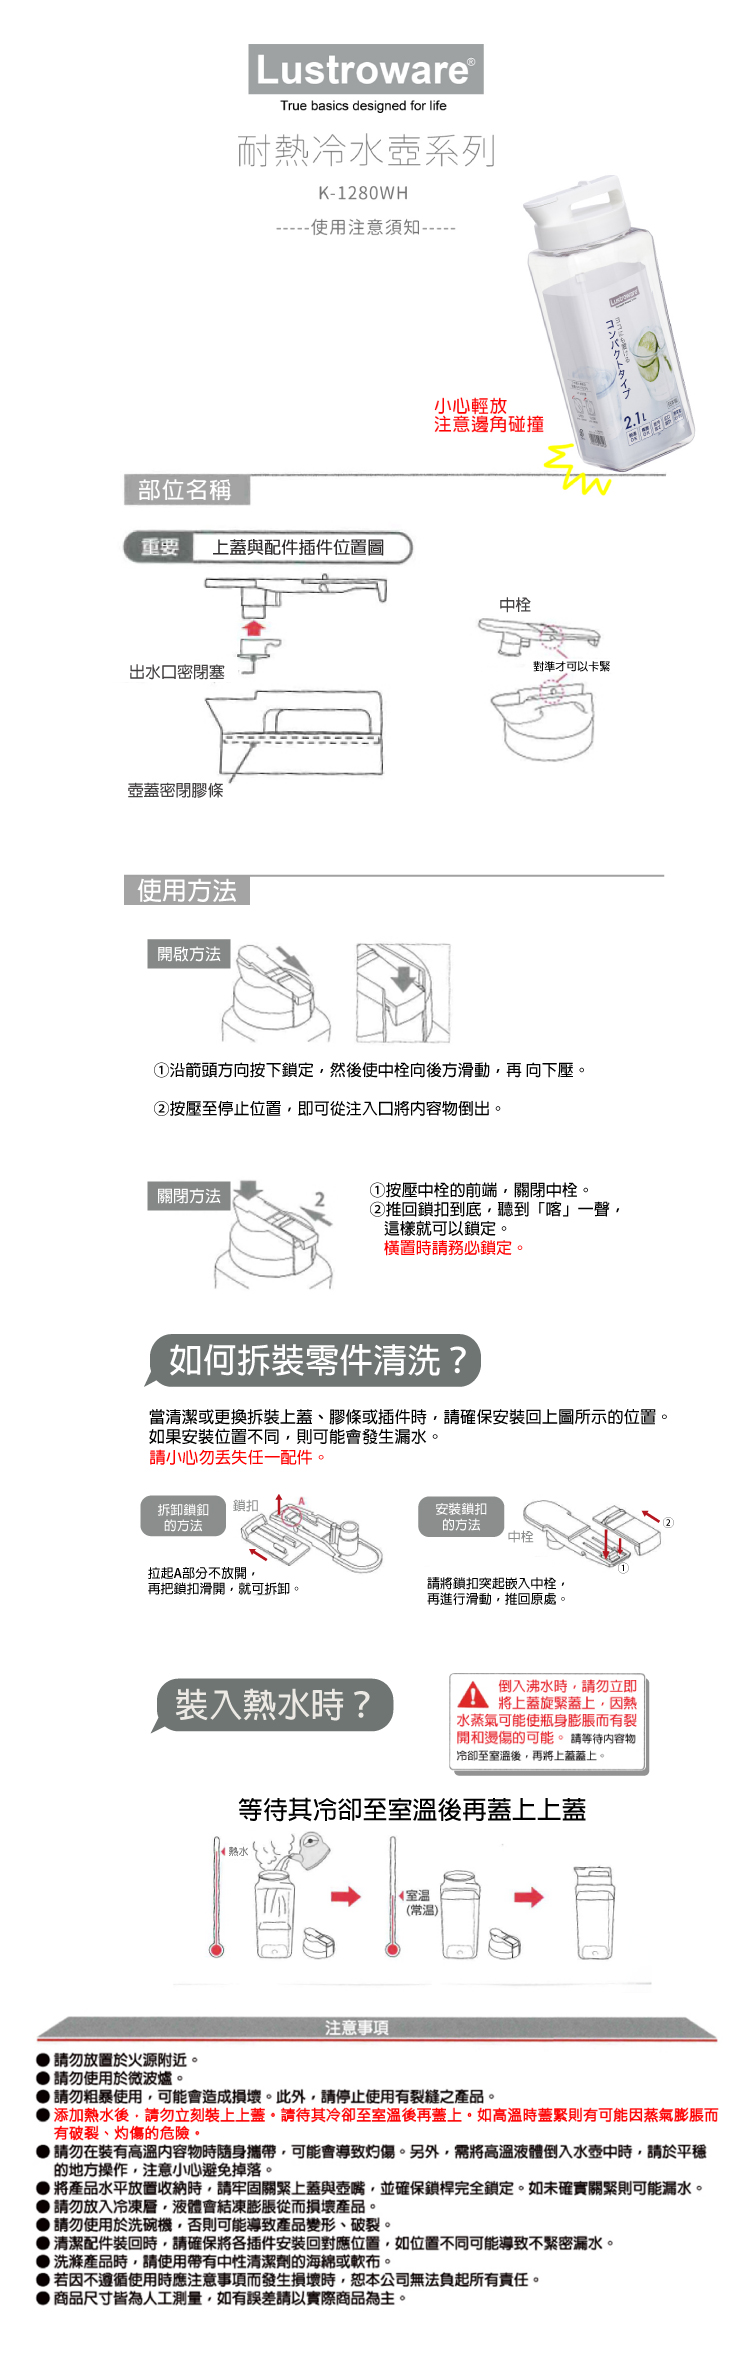 Lustroware®
True basics designed for life
耐熱冷水壺系列
K-1280WH
-----使用注意須知-----
LUSTROWARE
ヨコにも置ける
コンパクトタイプ
2.1L
小心輕放
注意邊角碰撞
部位名稱
重要 上蓋與配件插件位置圖
中栓
對準才可以卡緊
出水口密閉塞
壺蓋密閉膠條
使用方法
開啟方法
①沿箭頭方向按下鎖定，然後使中栓向後方滑動，再 向下壓。
②按壓至停止位置，即可從注入口將內容物倒出。
關閉方法
2
①按壓中栓的前端，關閉中栓。
②推回鎖扣到底，聽到「喀」一聲，
這樣就可以鎖定。
橫置時請務必鎖定。
如何拆裝零件清洗？
當清潔或更換拆裝上蓋、膠條或插件時，請確保安裝回上圖所示的位置。
如果安裝位置不同，則可能會發生漏水。
請小心勿丟失任一配件。
拆卸鎖釦
的方法
鎖扣
A
拉起A部分不放開，
再把鎖扣滑開，就可拆卸。
安裝鎖扣
的方法
中栓
②
①
請將鎖扣突起嵌入中栓，
再進行滑動，推回原處。
裝入熱水時？
倒入沸水時，請勿立即
將上蓋旋緊蓋上，因熱
水蒸氣可能使瓶身膨脹而有裂
開和燙傷的可能。請等待內容物
冷卻至室溫後，再將上蓋蓋上。
等待其冷卻至室溫後再蓋上上蓋
熱水
室溫
(常溫)
注意事項
●請勿放置於火源附近。
●請勿使用於微波爐。
●請勿粗暴使用，可能會造成損壞。此外，請停止使用有裂縫之產品。
●添加熱水後，請勿立刻裝上上蓋。請待其冷卻至室溫後再蓋上。如高溫時蓋緊則有可能因蒸氣膨脹而
有破裂、灼傷的危險。
●請勿在裝有高溫內容物時隨身攜帶，可能會導致灼傷。另外，需將高溫液體倒入水壺中時，請於平穩
的地方操作，注意小心避免掉落。
●將產品水平放置收納時，請牢固關緊上蓋與壺嘴，並確保鎖桿完全鎖定。如未確實關緊則可能漏水。
●請勿放入冷凍層，液體會結凍膨脹從而損壞產品。
●請勿使用於洗碗機，否則可能導致產品變形、破裂。
●清潔配件裝回時，請確保將各插件安裝回對應位置，如位置不同可能導致不緊密漏水。
●洗滌產品時，請使用帶有中性清潔劑的海綿或軟布。
●若因不遵循使用時應注意事項而發生損壞時，恕本公司無法負起所有責任。
●商品尺寸皆為人工測量，如有誤差請以實際商品為主。